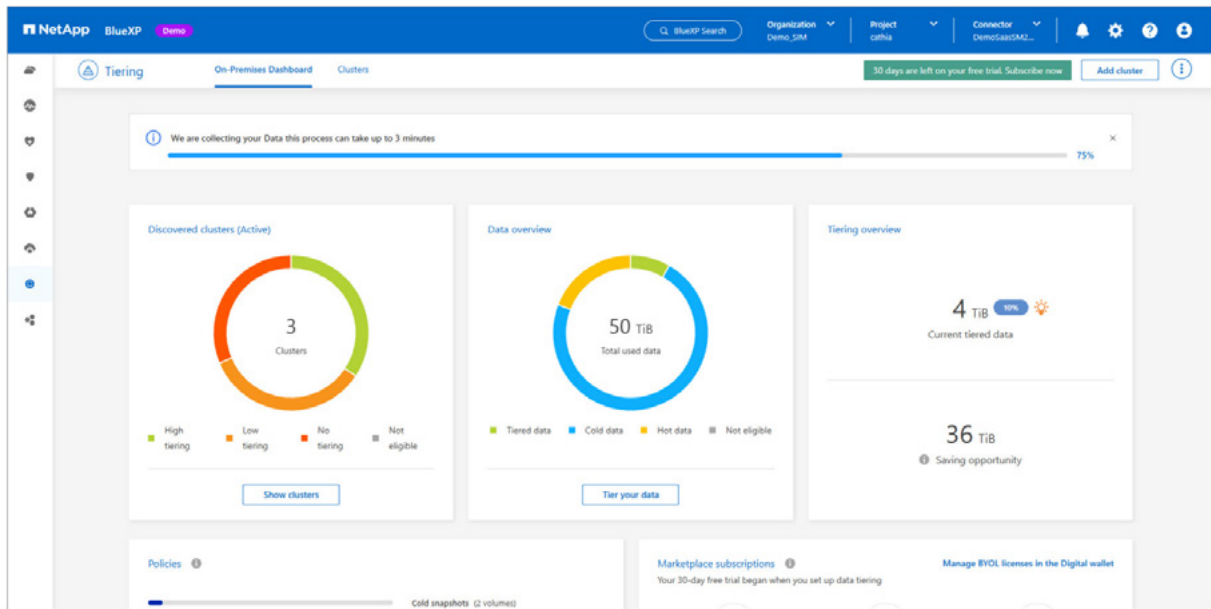 NetApp BlueXP Demo
BlueXP Search
Organization
Demo_SIM
Project
cathia
Connector
DemoSaasSM2...
Tiering
On-Premises Dashboard
Clusters
30 days are left on your free trial. Subscribe now
Add cluster
We are collecting your Data this process can take up to 3 minutes
75%
Discovered clusters (Active)
3
Clusters
High tiering
Low tiering
No tiering
Not eligible
Show clusters
Data overview
50 TiB
Total used data
Tiered data
Cold data
Hot data
Not eligible
Tier your data
Tiering overview
4 TiB 10%
Current tiered data
36 TiB
Saving opportunity
Policies
Cold snapshots (2 volumes)
Marketplace subscriptions
Manage BYOL licenses in the Digital wallet
Your 30-day free trial began when you set up data tiering